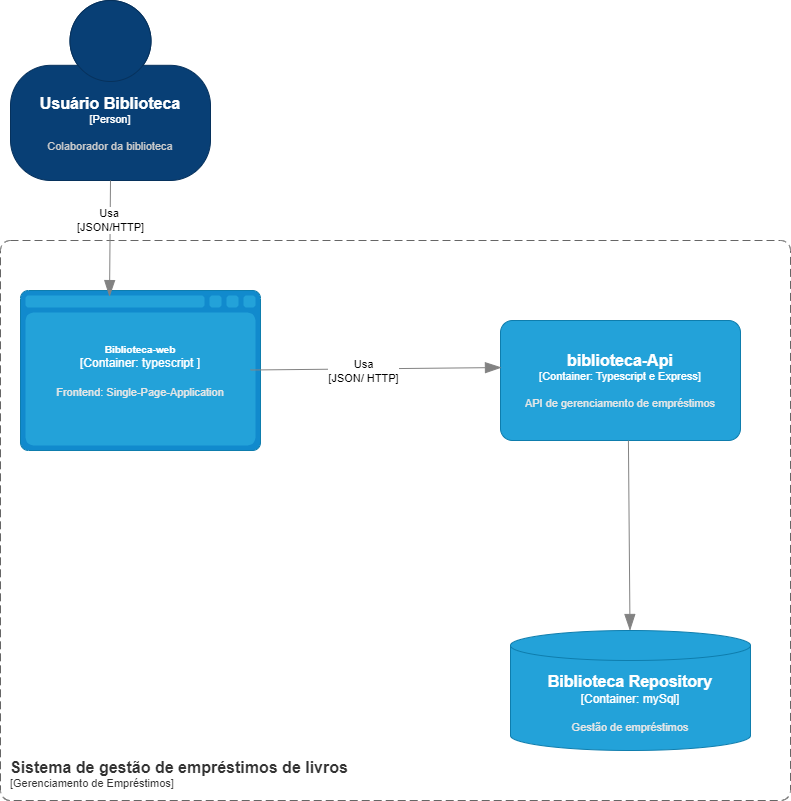 Usuário Biblioteca
[Person]
Colaborador da biblioteca
Usa
[JSON/HTTP]
Biblioteca-web
[Container: typescript ]
Frontend: Single-Page-Application
Usa
[JSON/ HTTP]
biblioteca-Api
[Container: Typescript e Express]
API de gerenciamento de empréstimos
Biblioteca Repository
[Container: mySql]
Gestão de empréstimos
Sistema de gestão de empréstimos de livros
[Gerenciamento de Empréstimos]